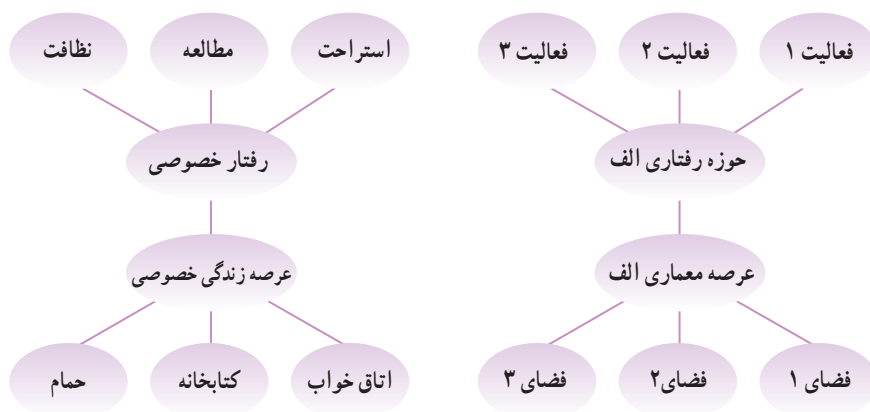 فعالیت ۱
فعالیت ۲
فعالیت ۳
حوزه رفتاری الف
عرصه معماری الف
فضای ۱
فضای۲
فضای ۳
استراحت
مطالعه
نظافت
رفتار خصوصی
عرصه زندگی خصوصی
اتاق خواب
کتابخانه
حمام